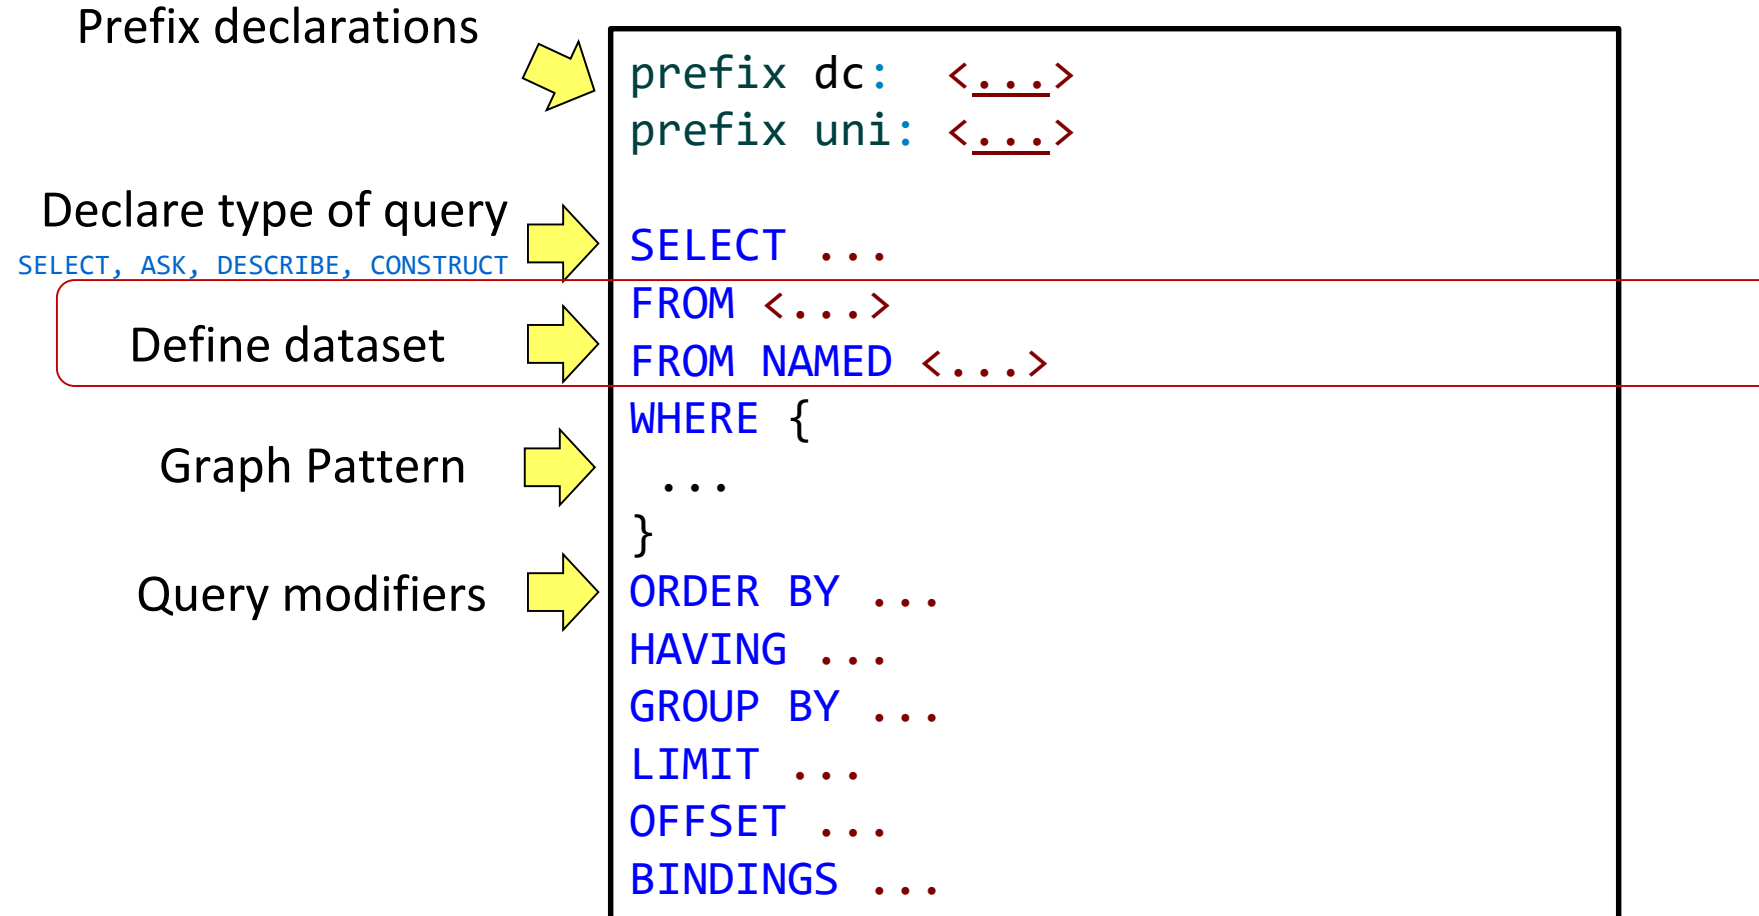 Prefix declarations
prefix dc: <...>
prefix uni: <...>
Declare type of query
SELECT, ASK, DESCRIBE, CONSTRUCT
SELECT ...
FROM <...>
Define dataset
FROM NAMED <...>
WHERE {
Graph Pattern
...
}
Query modifiers
ORDER BY ...
HAVING ...
GROUP BY ...
LIMIT ...
OFFSET ...
BINDINGS ...